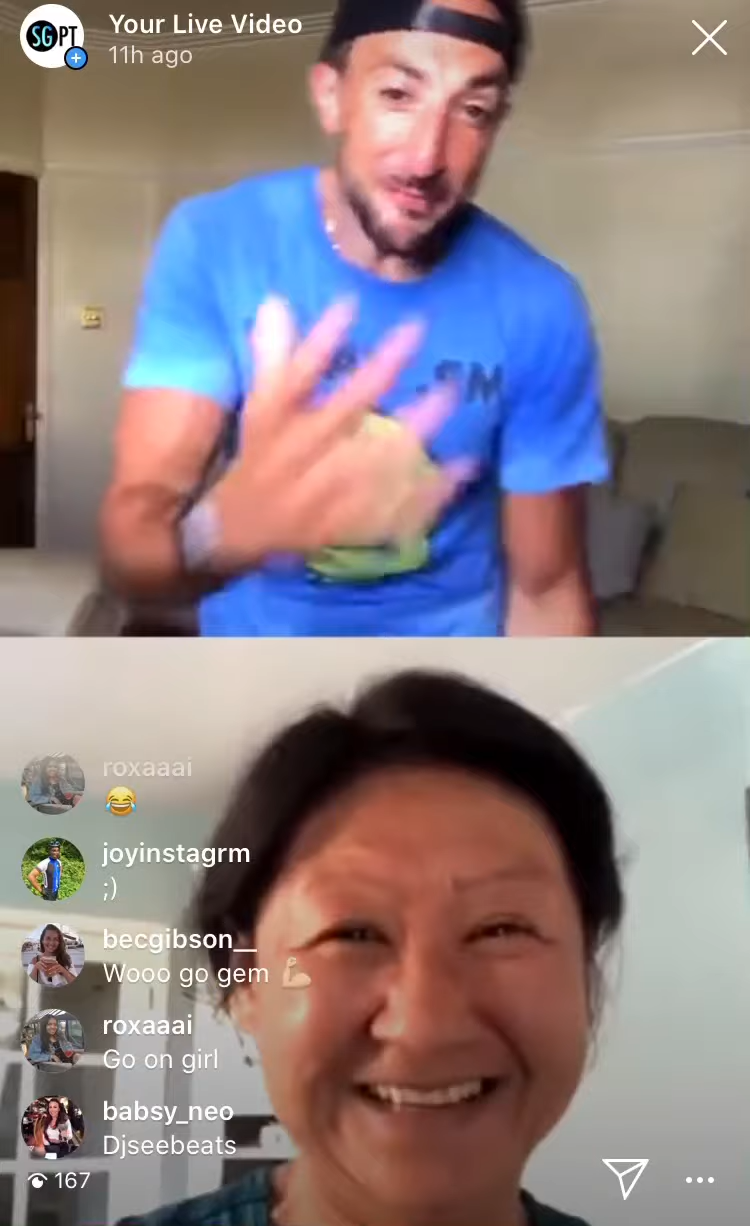 SGPT
Your Live Video
11h ago
roxaaai
😂
joyinstagrm
;)
becgibson__
Wooo go gem 💪🏼
roxaaai
Go on girl
babsy_neo
Djseebeats
167